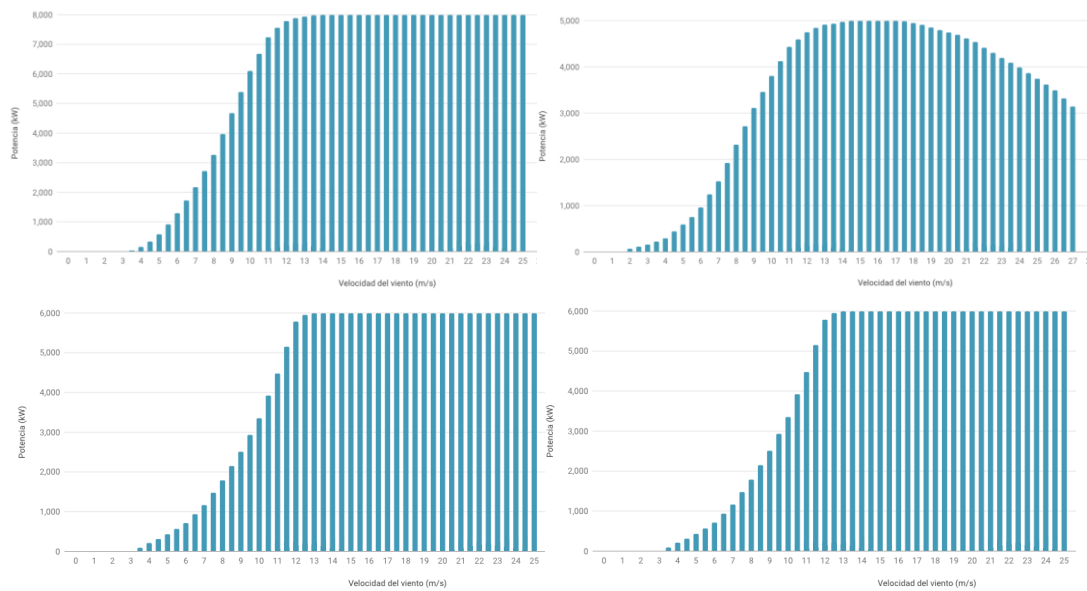 8,000
7,000
6,000
5,000
4,000
3,000
2,000
1,000
0
Potencia (kW)
0 1 2 3 4 5 6 7 8 9 10 11 12 13 14 15 16 17 18 19 20 21 22 23 24 25
Velocidad del viento (m/s)
5,000
4,000
3,000
2,000
1,000
0
Potencia (kW)
0 1 2 3 4 5 6 7 8 9 10 11 12 13 14 15 16 17 18 19 20 21 22 23 24 25 26 27
Velocidad del viento (m/s)
6,000
5,000
4,000
3,000
2,000
1,000
0
Potencia (kW)
0 1 2 3 4 5 6 7 8 9 10 11 12 13 14 15 16 17 18 19 20 21 22 23 24 25
Velocidad del viento (m/s)
6,000
5,000
4,000
3,000
2,000
1,000
0
Potencia (kW)
0 1 2 3 4 5 6 7 8 9 10 11 12 13 14 15 16 17 18 19 20 21 22 23 24 25
Velocidad del viento (m/s)